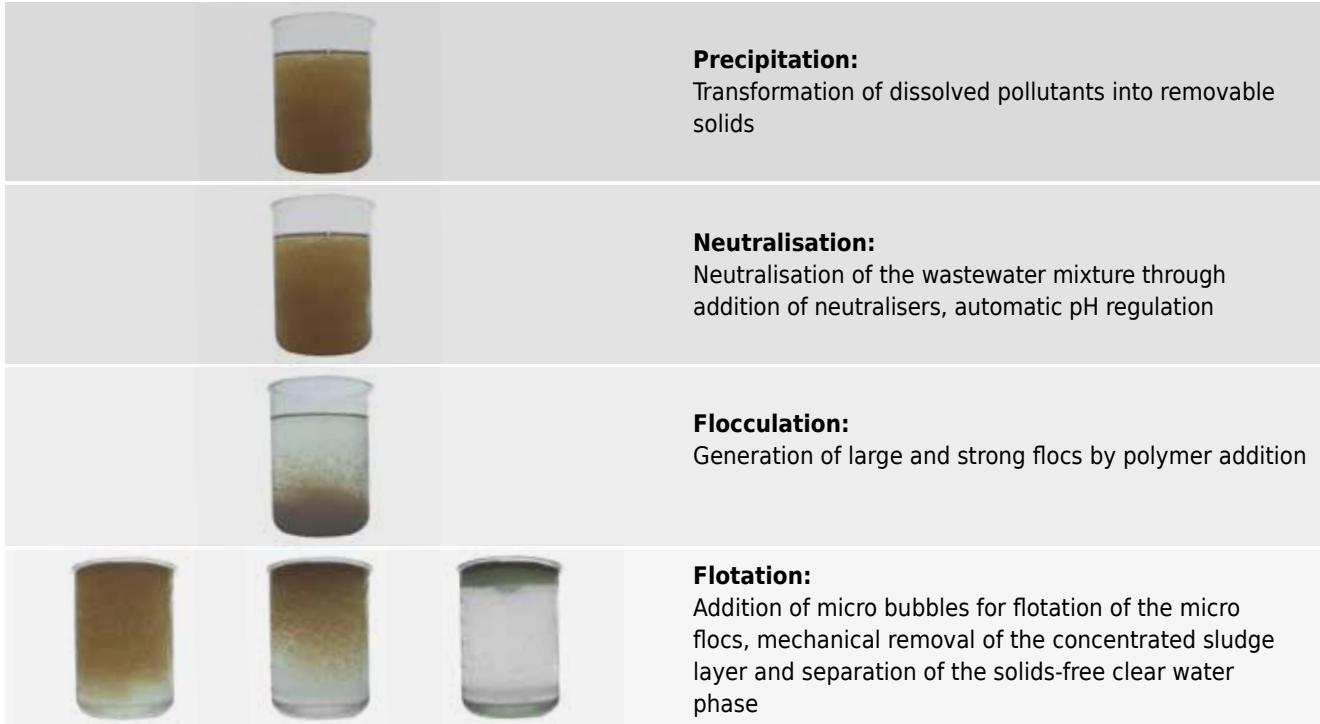 Precipitation:
Transformation of dissolved pollutants into removable
solids
Neutralisation:
Neutralisation of the wastewater mixture through
addition of neutralisers, automatic pH regulation
Flocculation:
Generation of large and strong flocs by polymer addition
Flotation:
Addition of micro bubbles for flotation of the micro
flocs, mechanical removal of the concentrated sludge
layer and separation of the solids-free clear water
phase